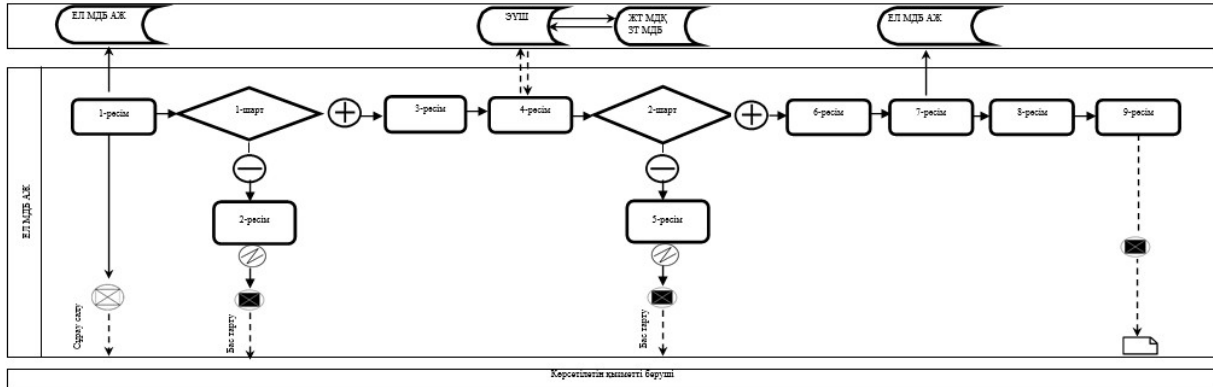 ЕЛ МДБ АЖ
ЭҮШ
ЖТ МДҚ
ЗТ МДБ
ЕЛ МДБ АЖ
1-рәсім
1-шарт
3-рәсім
4-рәсім
2-шарт
6-рәсім
7-рәсім
8-рәсім
9-рәсім
2-рәсім
5-рәсім
ЕЛ МДБ АЖ
Бас тарту
Бас тарту
Көрсетілетін қызметті беруші